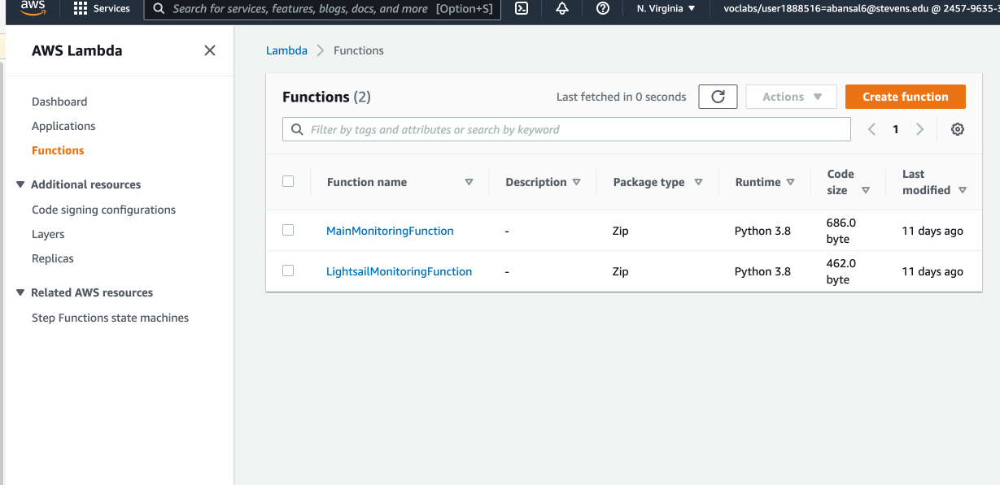 aws
Services
Search for services, features, blogs, docs, and more [Option+S]
N. Virginia
voclabs/user1888516=abansal6@stevens.edu @ 2457-9635-
AWS Lambda
Dashboard
Applications
Functions
Additional resources
Code signing configurations
Layers
Replicas
Related AWS resources
Step Functions state machines
Lambda > Functions
Functions (2)
Last fetched in 0 seconds
Actions
Create function
Filter by tags and attributes or search by keyword
1
Function name
Description
Package type
Runtime
Code
size
Last
modified
MainMonitoringFunction
-
Zip
Python 3.8
686.0
byte
11 days ago
LightsailMonitoringFunction
-
Zip
Python 3.8
462.0
byte
11 days ago